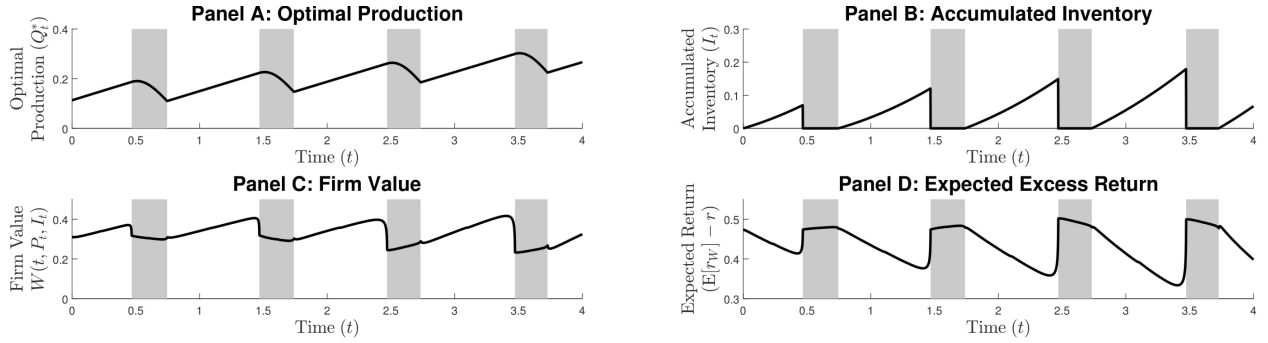 Panel A: Optimal Production
Optimal
Production (Q*t)
0.4
0.2
0
0 0.5 1 1.5 2 2.5 3 3.5 4
Time (t)
Panel B: Accumulated Inventory
Accumulated
Inventory (It)
0.3
0.2
0.1
0
0 0.5 1 1.5 2 2.5 3 3.5 4
Time (t)
Panel C: Firm Value
Firm Value
W(t, Pt, It)
0.4
0.2
0
0 0.5 1 1.5 2 2.5 3 3.5 4
Time (t)
Panel D: Expected Excess Return
Expected Return
(E[rW] − r)
0.5
0.4
0.3
0 0.5 1 1.5 2 2.5 3 3.5 4
Time (t)